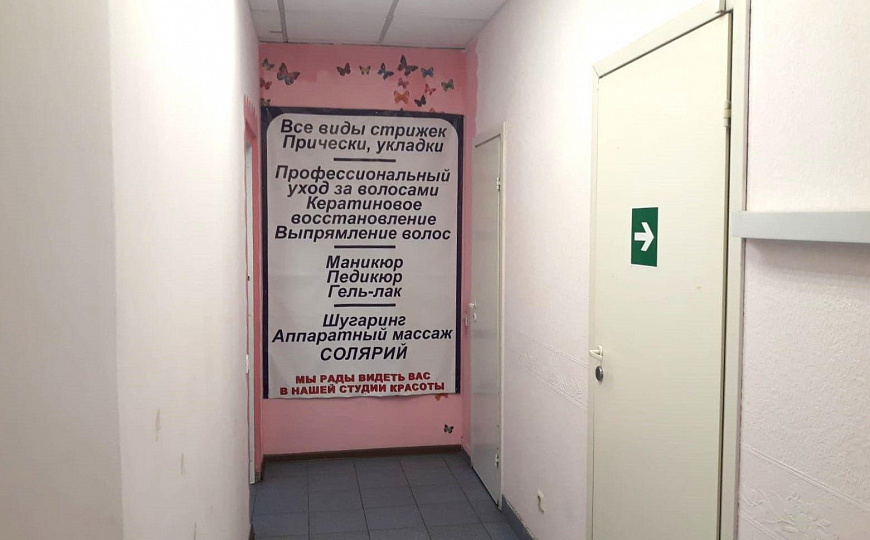 Все виды стрижек
Прически, укладки
Профессиональный
уход за волосами
Кератиновое
восстановление
Выпрямление волос
Маникюр
Педикюр
Гель-лак
Шугаринг
Аппаратный массаж
СОЛЯРИЙ
МЫ РАДЫ ВИДЕТЬ ВАС
В НАШЕЙ СТУДИИ КРАСОТЫ